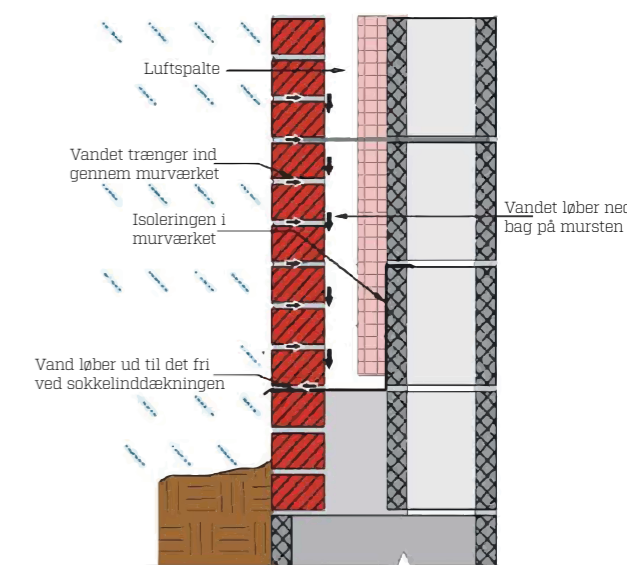 Luftspalte
Vandet trænger ind
gennem murværket
Isoleringen i
murværket
Vandet løber ned
bag på mursten
Vand løber ud til det fri
ved sokkelinddækningen